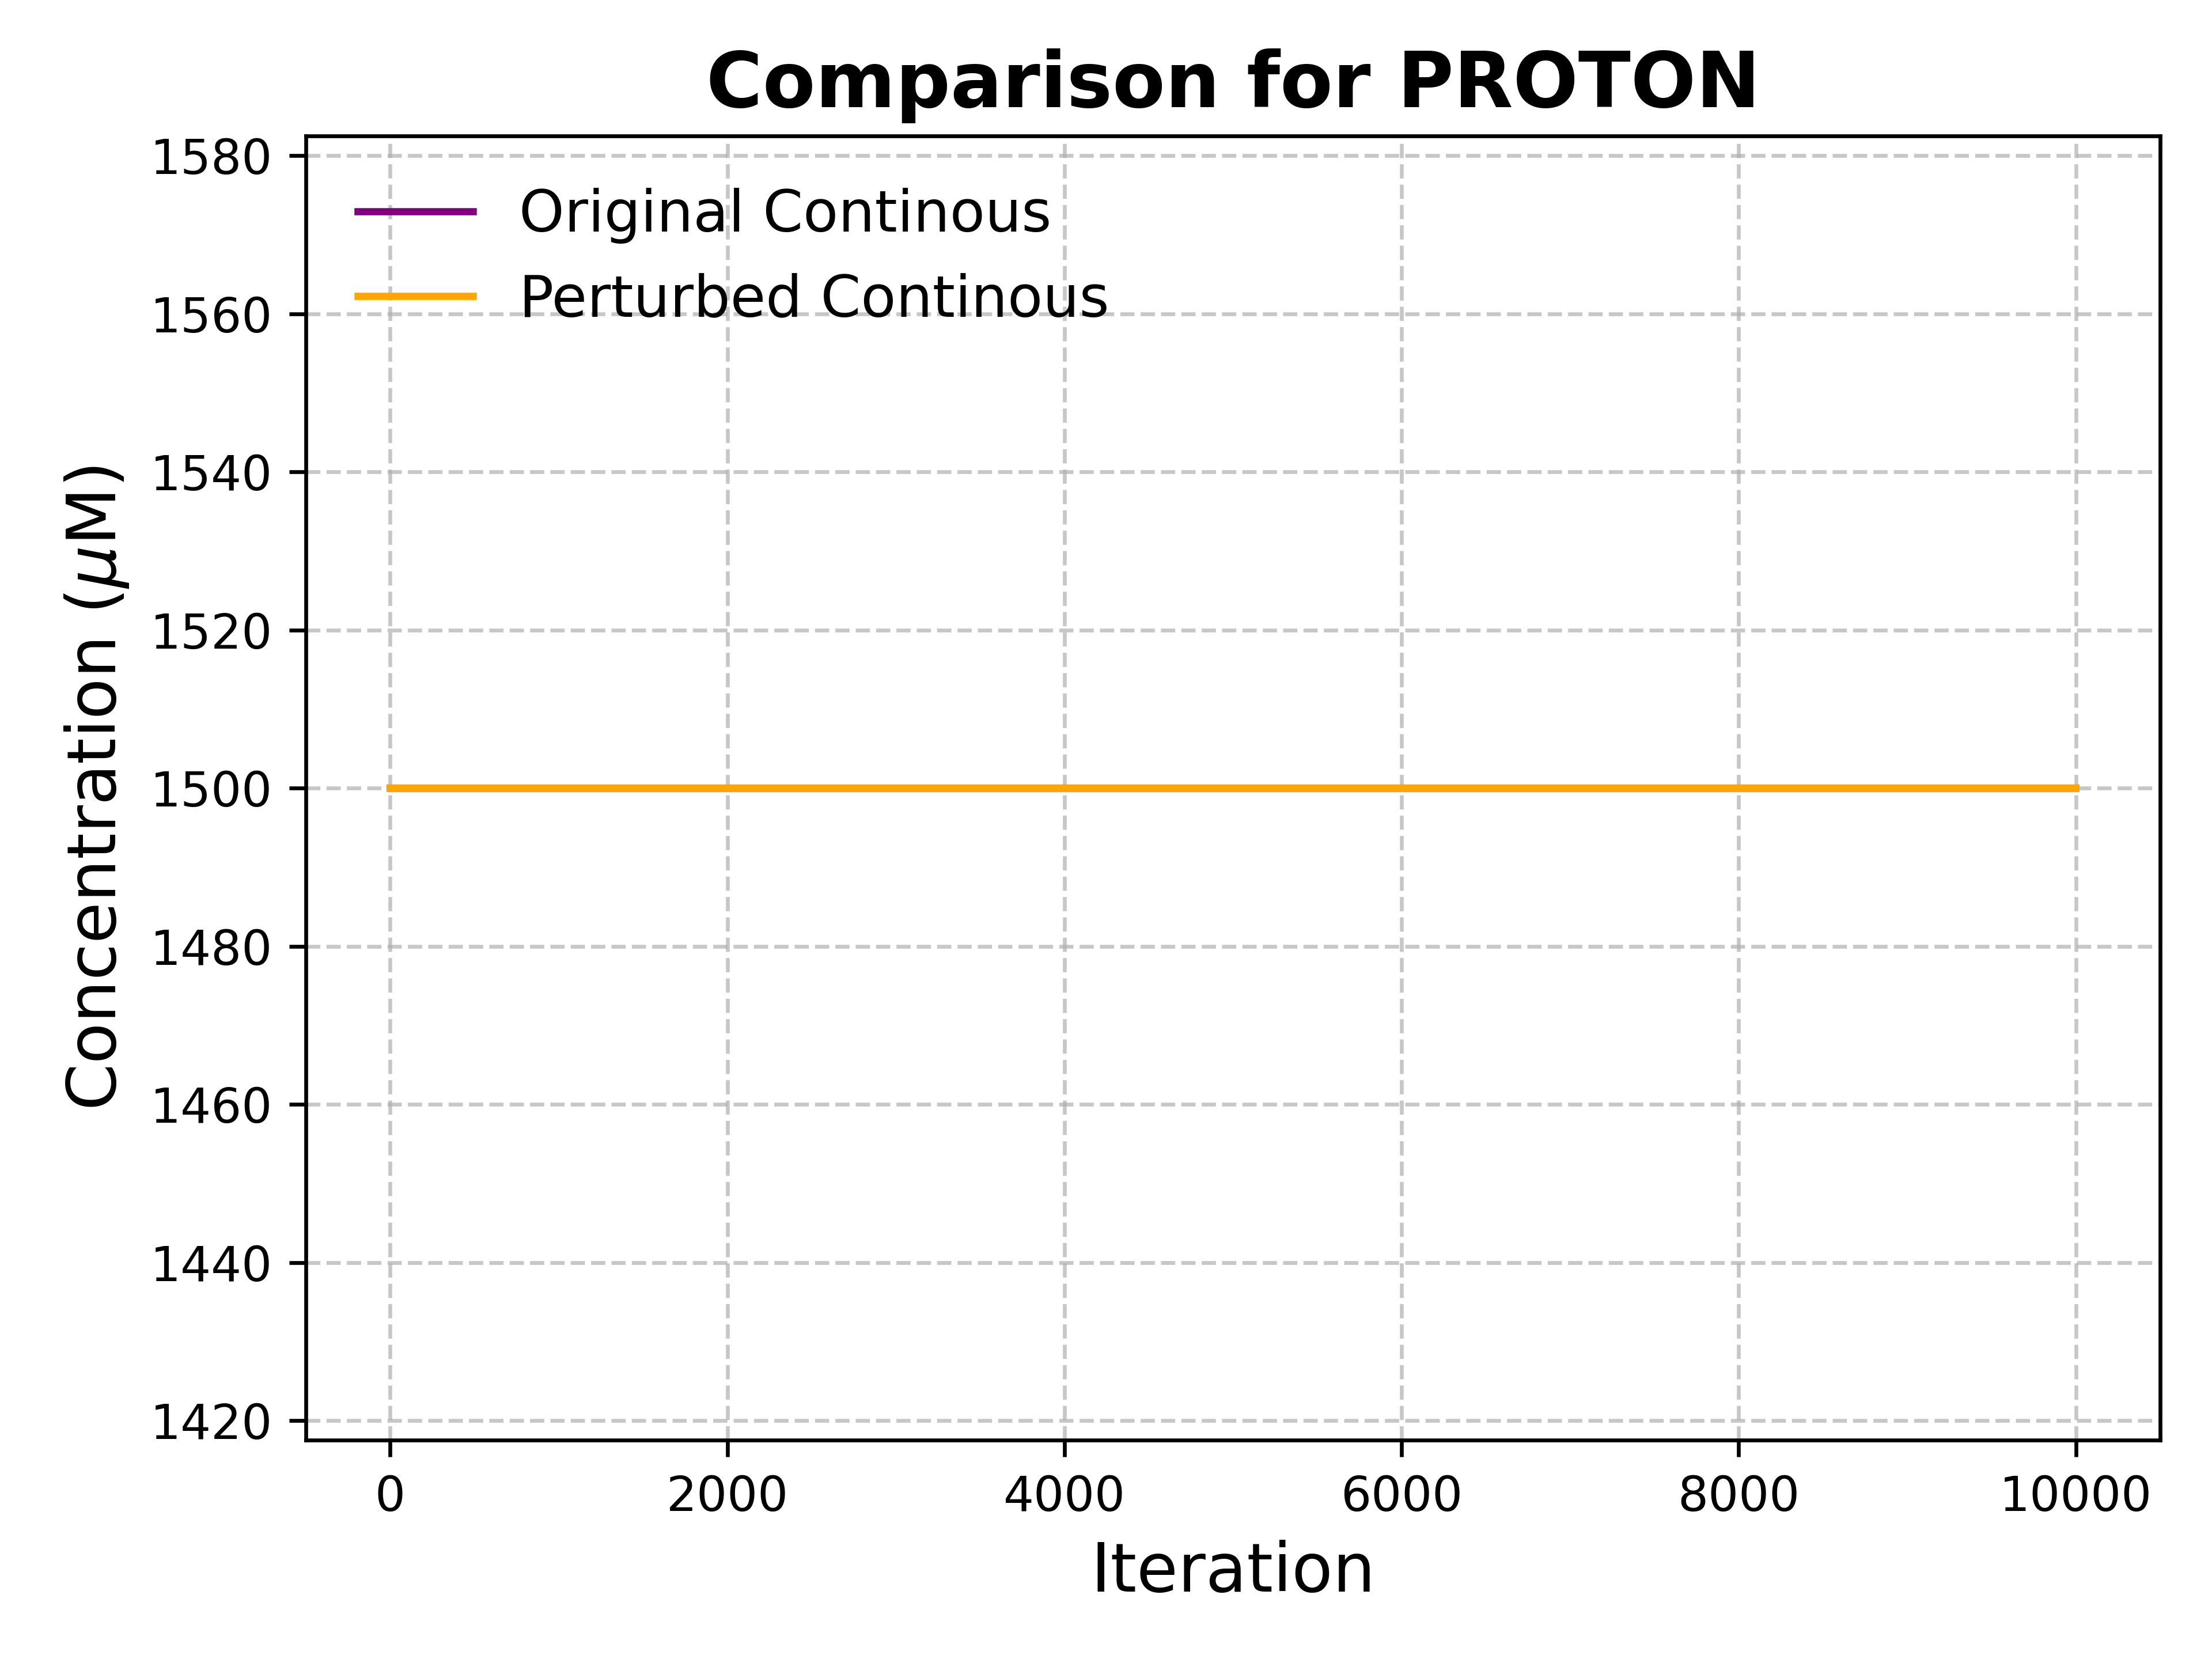 Comparison for PROTON
Original Continous
Perturbed Continous
Concentration (μM)
1580
1560
1540
1520
1500
1480
1460
1440
1420
0 2000 4000 6000 8000 10000
Iteration